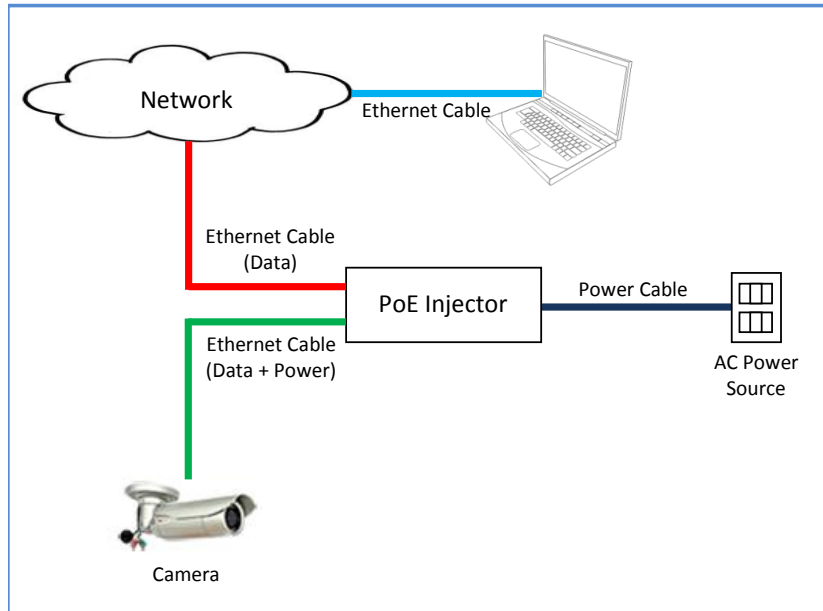 Network
Ethernet Cable
Ethernet Cable
(Data)
PoE Injector
Power Cable
Ethernet Cable
(Data + Power)
AC Power
Source
Camera